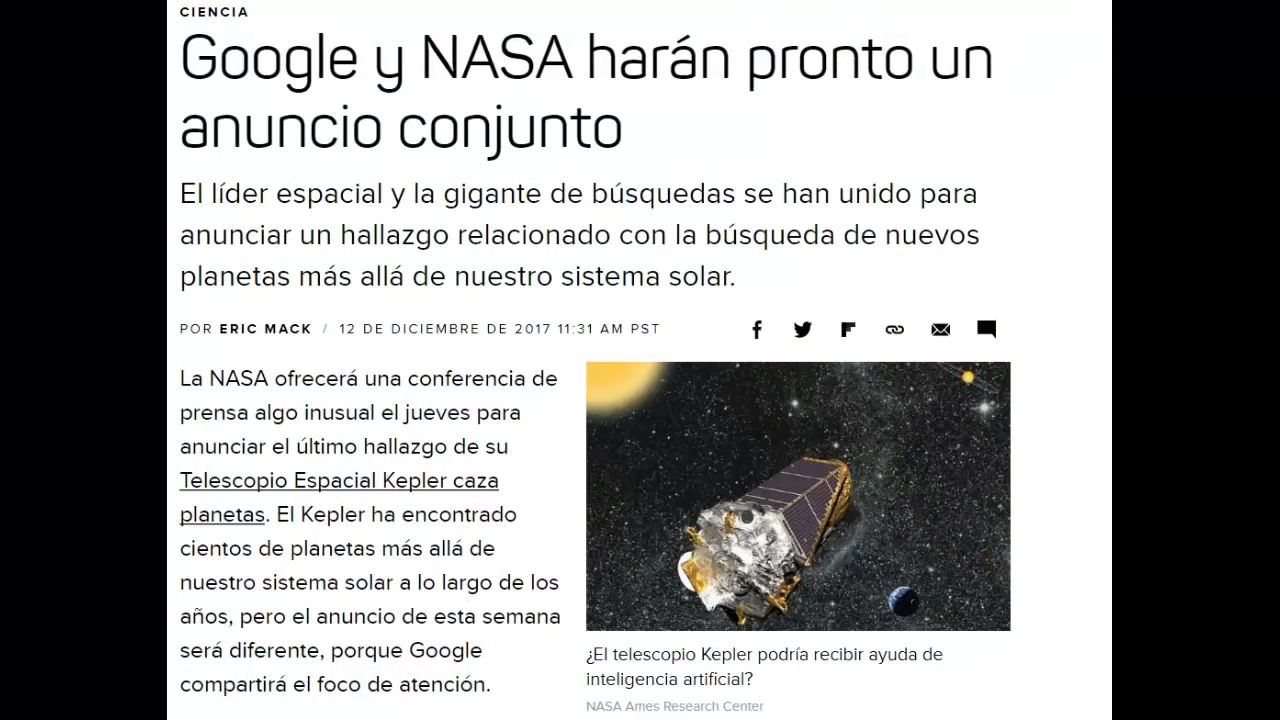 CIENCIA
Google y NASA harán pronto un
anuncio conjunto
El líder espacial y la gigante de búsquedas se han unido para
anunciar un hallazgo relacionado con la búsqueda de nuevos
planetas más allá de nuestro sistema solar.
POR ERIC MACK / 12 DE DICIEMBRE DE 2017 11:31 AM PST
La NASA ofrecerá una conferencia de
prensa algo inusual el jueves para
anunciar el último hallazgo de su
Telescopio Espacial Kepler caza
planetas. El Kepler ha encontrado
cientos de planetas más allá de
nuestro sistema solar a lo largo de los
años, pero el anuncio de esta semana
será diferente, porque Google
compartirá el foco de atención.
¿El telescopio Kepler podría recibir ayuda de
inteligencia artificial?
NASA Ames Research Center